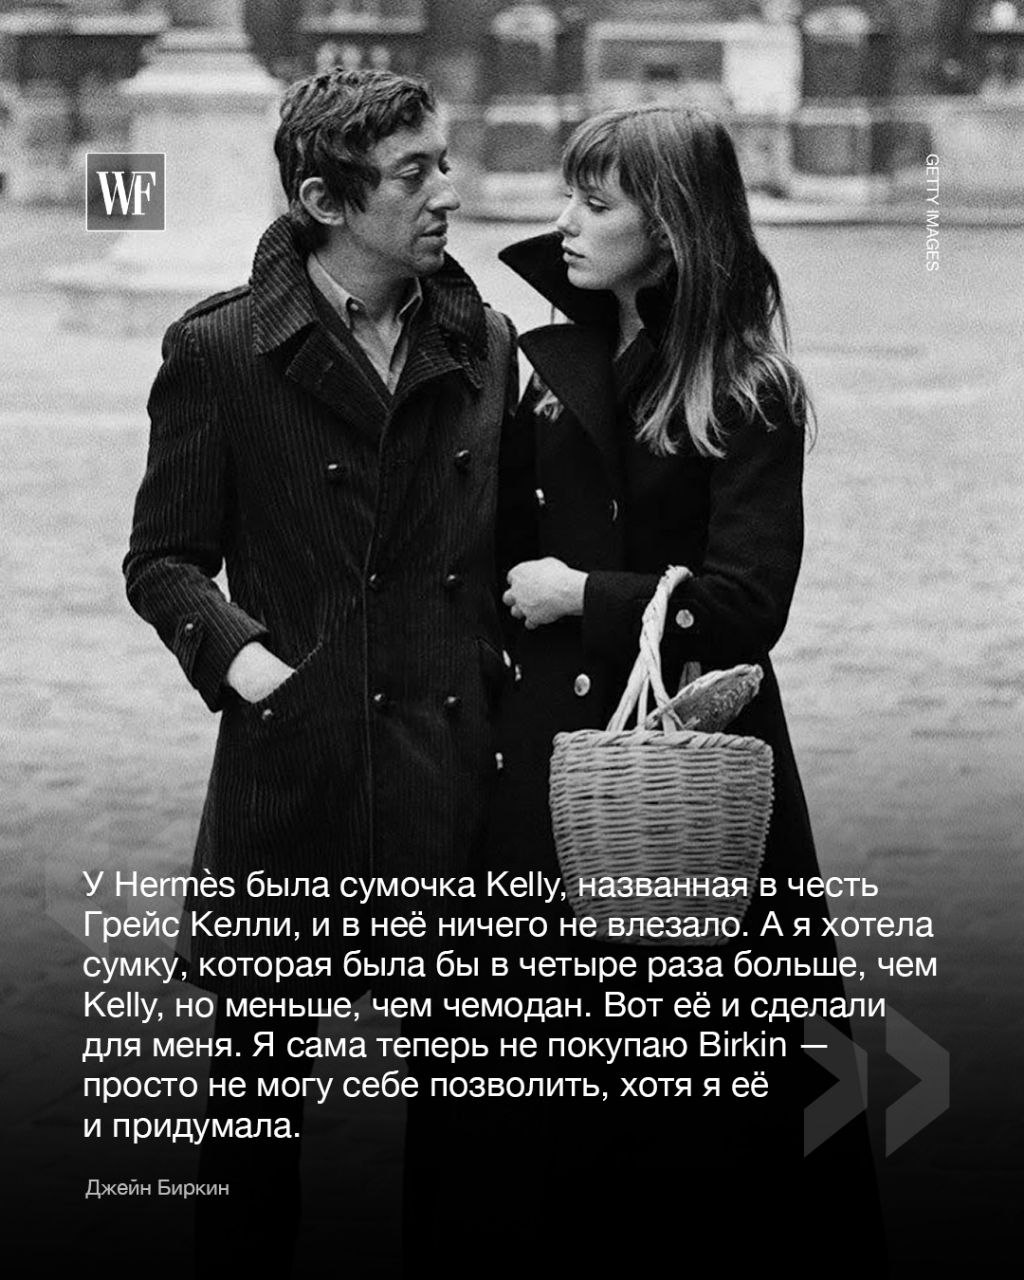 WF
GETTY IMAGES
У Hermès была сумочка Kelly, названная в честь
Грейс Келли, и в неё ничего не влезало. А я хотела
сумку, которая была бы в четыре раза больше, чем
Kelly, но меньше, чем чемодан. Вот её и сделали
для меня. Я сама теперь не покупаю Birkin —
просто не могу себе позволить, хотя я её
и придумала.
Джейн Биркин